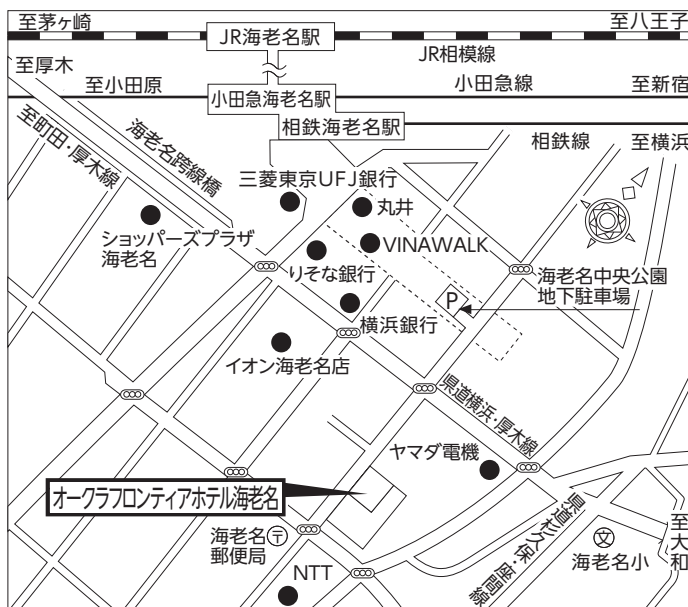 至茅ヶ崎
至八王子
JR海老名駅
JR相模線
至厚木
至小田原
小田急線
至新宿
小田急海老名駅
相鉄海老名駅
至町田・厚木線
海老名跨線橋
相鉄線
至横浜
三菱東京UFJ銀行
丸井
ショッパーズプラザ
海老名
VINAWALK
りそな銀行
海老名中央公園
地下駐車場
P
横浜銀行
イオン海老名店
県道横浜・厚木線
ヤマダ電機
オークラフロンティアホテル海老名
県道杉久保・座間線
至大和
海老名
郵便局
〒
文
海老名小
NTT